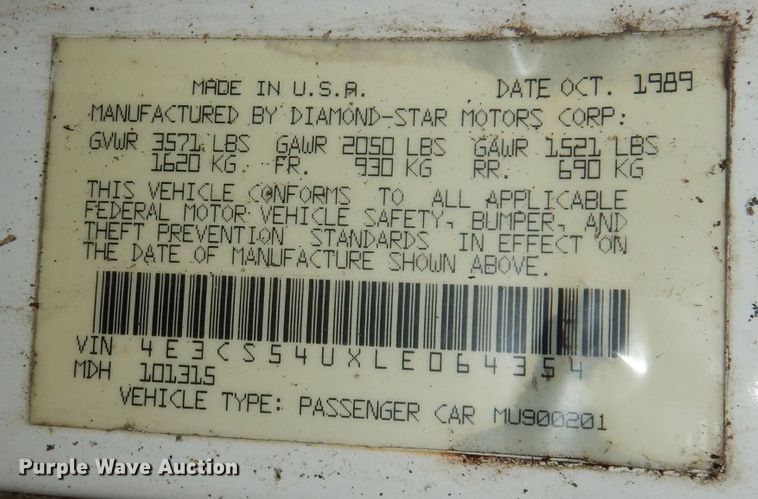 MADE IN U.S.A. DATE OCT. 1989
MANUFACTURED BY DIAMOND-STAR MOTORS CORP:
GVWR 3571 LBS GAWR 2050 LBS GAWR 1521 LBS
1620 KG FR. 930 KG RR. 690 KG
THIS VEHICLE CONFORMS TO ALL APPLICABLE
FEDERAL MOTOR VEHICLE SAFETY, BUMPER, AND
THEFT PREVENTION STANDARDS IN EFFECT ON
THE DATE OF MANUFACTURE SHOWN ABOVE.
VIN 4E3CS54UXLE064354
MDH 101315
VEHICLE TYPE: PASSENGER CAR MU900201
Purple Wave Auction